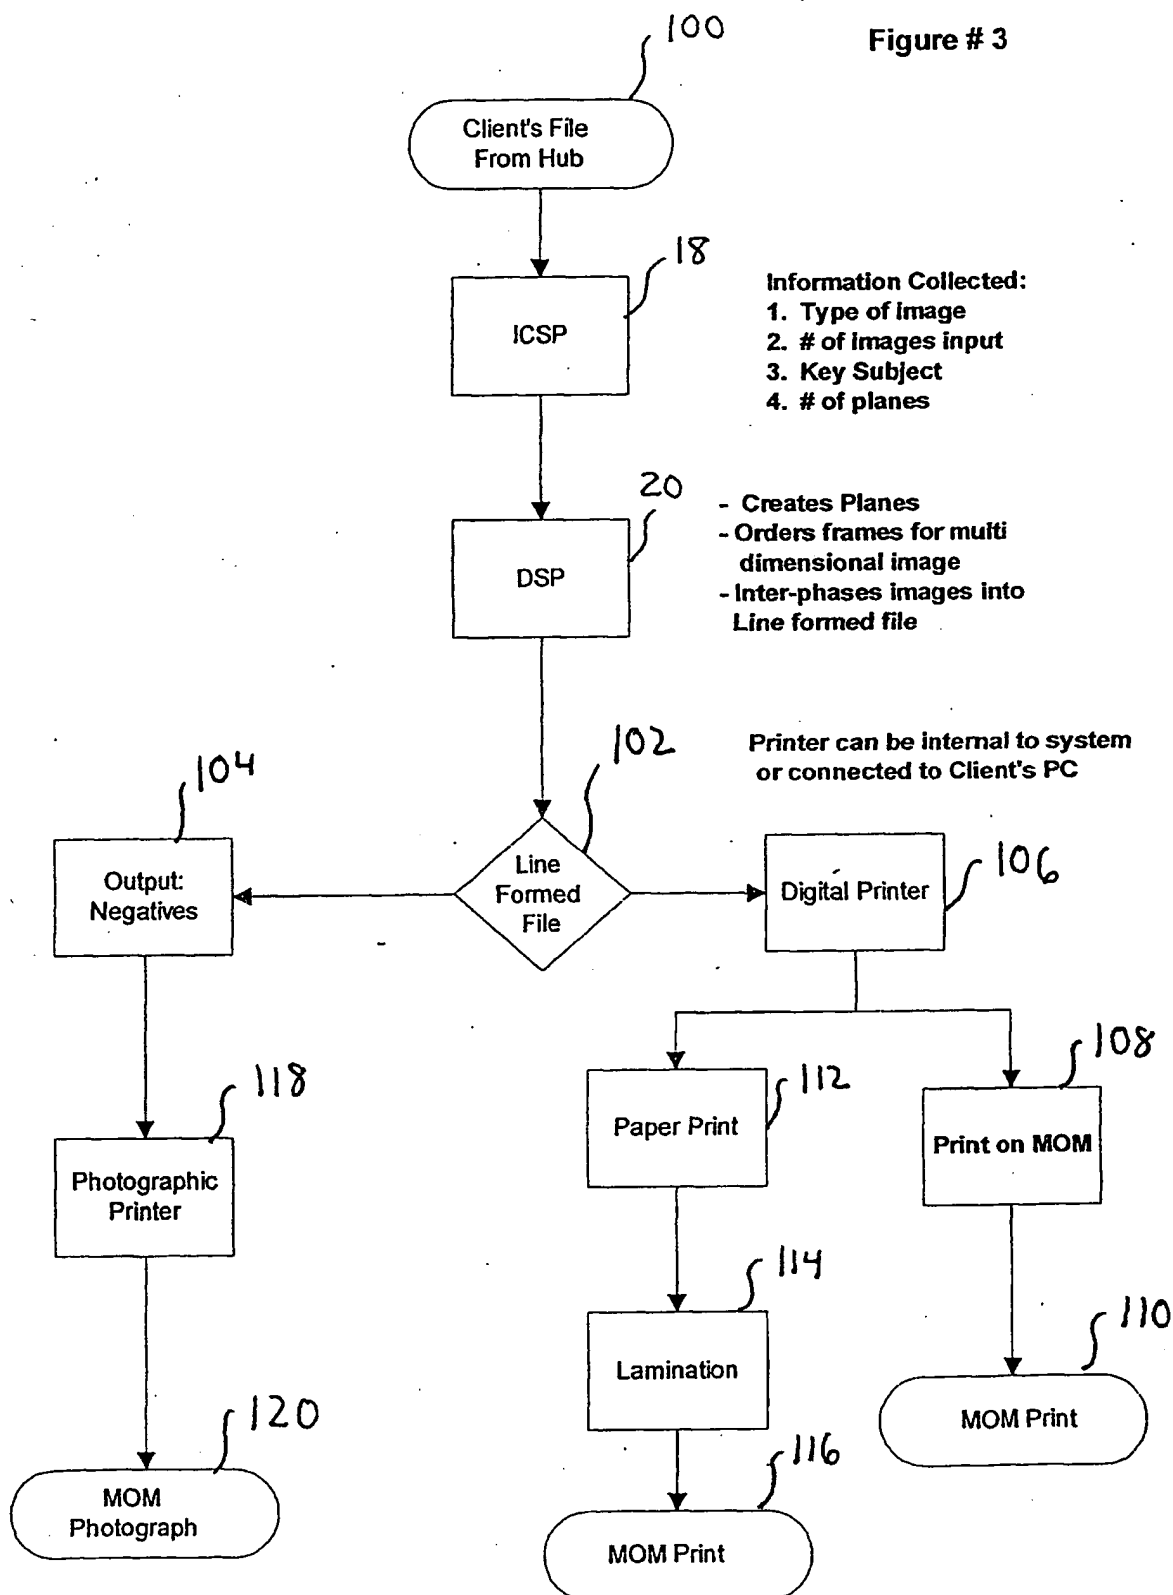 100
Figure # 3
Client's File
From Hub
18
ICSP
Information Collected:
1. Type of image
2. # of images input
3. Key Subject
4. # of planes
20
DSP
- Creates Planes
- Orders frames for multi
dimensional image
- Inter-phases images into
Line formed file
102
Line
Formed
File
Printer can be internal to system
or connected to Client's PC
104
Output:
Negatives
106
Digital Printer
118
Photographic
Printer
112
Paper Print
108
Print on MOM
114
Lamination
110
MOM Print
120
MOM
Photograph
116
MOM Print